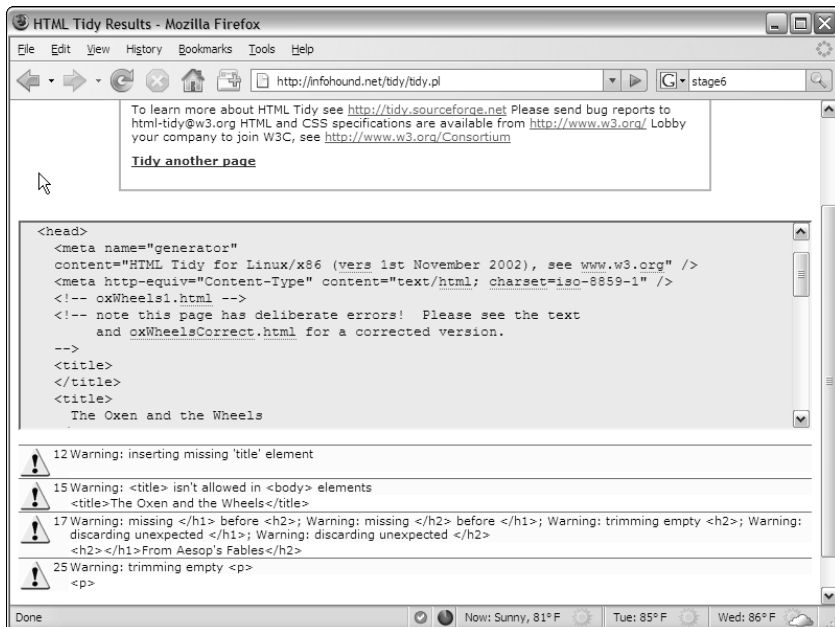 HTML Tidy Results - Mozilla Firefox
File Edit View History Bookmarks Tools Help
http://infohound.net/tidy/tidy.pl
G stage6
To learn more about HTML Tidy see http://tidy.sourceforge.net Please send bug reports to
html-tidy@w3.org HTML and CSS specifications are available from http://www.w3.org/ Lobby
your company to join W3C, see http://www.w3.org/Consortium
Tidy another page
<head>
<meta name="generator"
content="HTML Tidy for Linux/x86 (vers 1st November 2002), see www.w3.org" />
<meta http-equiv="Content-Type" content="text/html; charset=iso-8859-1" />
<!-- oxWheels1.html -->
<!-- note this page has deliberate errors!  Please see the text
and oxWheelsCorrect.html for a corrected version.
-->
<title>
</title>
<title>
The Oxen and the Wheels
12 Warning: inserting missing 'title' element
15 Warning: <title> isn't allowed in <body> elements
<title>The Oxen and the Wheels</title>
17 Warning: missing </h1> before <h2>; Warning: missing </h2> before </h1>; Warning: trimming empty <h2>; Warning:
discarding unexpected </h1>; Warning: discarding unexpected </h2>
<h2></h1>From Aesop's Fables</h2>
25 Warning: trimming empty <p>
<p>
Done Now: Sunny, 81° F Tue: 85° F Wed: 86° F